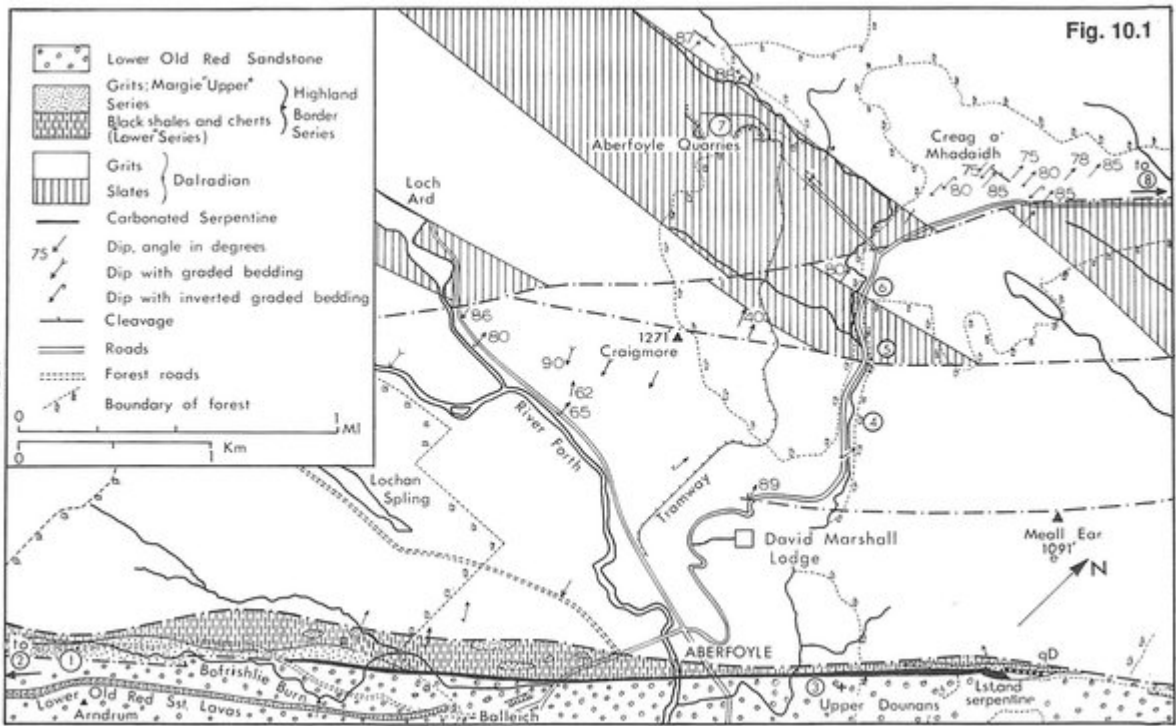 Fig. 10.1
Lower Old Red Sandstone
Grits: Margie "Upper"
Series
Black shales and cherts
("Lower" Series)
Highland
Border
Series
Grits
Slates
Dalradian
Carbonated Serpentine
75
Dip, angle in degrees
Dip with graded bedding
Dip with inverted graded bedding
Cleavage
Roads
Forest roads
Boundary of forest
0
1
Ml
0
1
Km
87
7
Aberfoyle Quarries
Creag a'
Mhadaidh
75
75
78
85
80
85
80
85
to
8
Loch
Ard
80
6
86
80
1271
Craigmore
40
5
90
62
65
4
River Forth
Lochan
Spling
Tramway
89
David Marshall
Lodge
Meall Ear
1091'
N
to
2
1
Bofrishlie Burn
ABERFOYLE
qD
3
Upper Dounans
Lstand
serpentine
Lower Old Red Sst. Lavas
Arndrum
Balleich